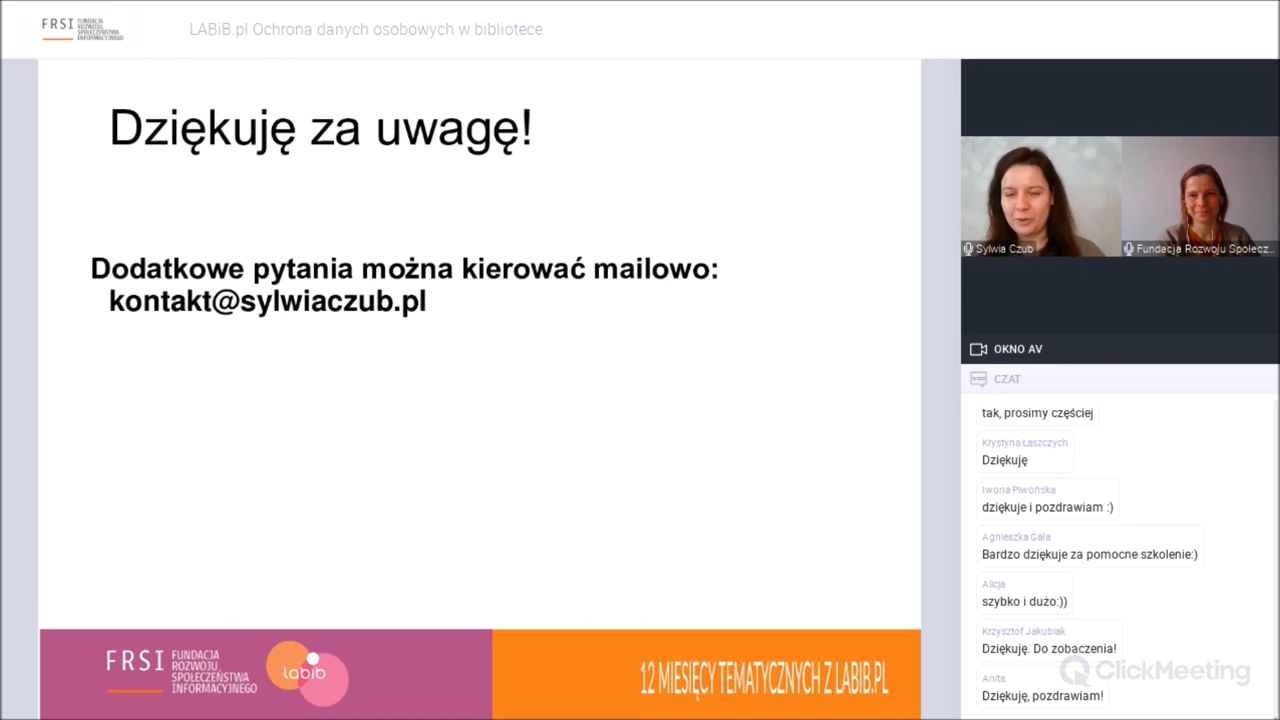 FRSI FUNDACJA
ROZWOJU
SPOŁECZEŃSTWA
INFORMACYJNEGO
LABiB.pl Ochrona danych osobowych w bibliotece
Dziękuję za uwagę!
Dodatkowe pytania można kierować mailowo:
kontakt@sylwiaczub.pl
FRSI FUNDACJA
ROZWOJU
SPOŁECZEŃSTWA
INFORMACYJNEGO
labib
12 MIESIĘCY TEMATYCZNYCH Z LABIB.PL
Sylwia Czub
Fundacja Rozwoju Społecz...
OKNO AV
CZAT
tak, prosimy częściej
Krystyna Łaszczych
Dziękuję
Iwona Piwońska
dziękuje i pozdrawiam :)
Agnieszka Gala
Bardzo dziękuje za pomocne szkolenie:)
Alicja
szybko i dużo:))
Krzysztof Jakubiak
Dziękuję. Do zobaczenia!
Anita
Dziękuję, pozdrawiam!
ClickMeeting